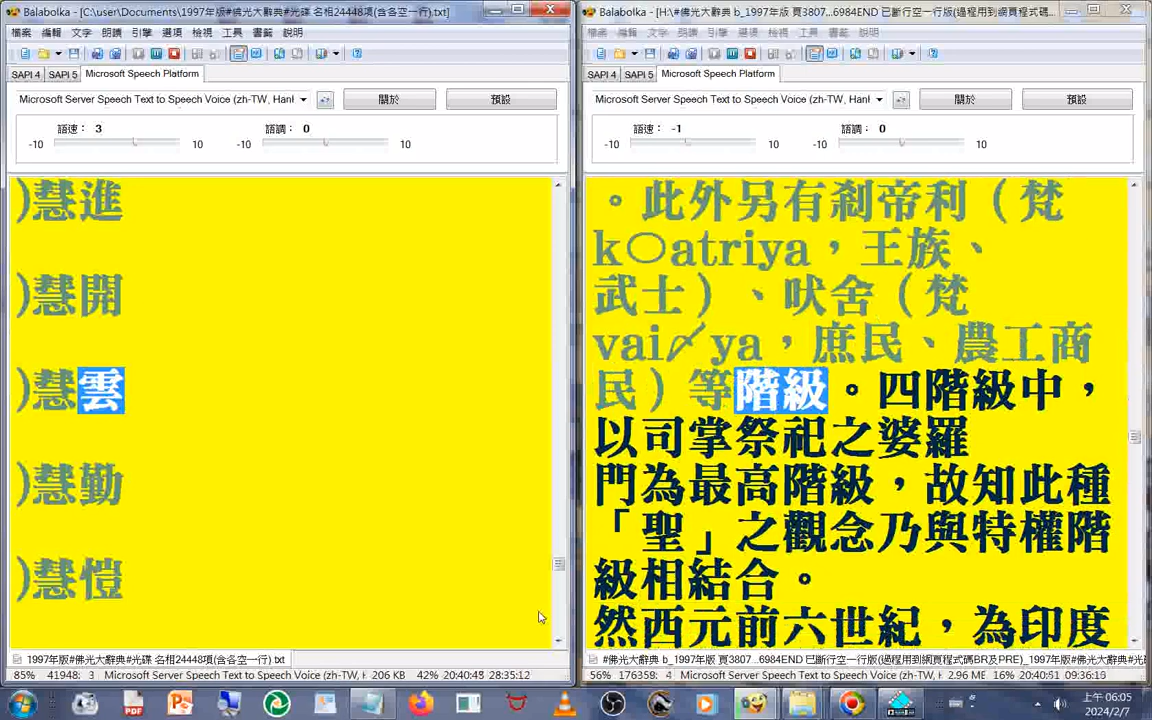 Balabolka - [C:\user\Documents\1997年版#佛光大辭典#光碟 名相24448項(含各空一行).txt]
檔案 編輯 文字 朗讀 引擎 選項 檢視 工具 書籤 說明
SAPI 4 SAPI 5 Microsoft Speech Platform
Microsoft Server Speech Text to Speech Voice (zh-TW, Hanl
關於
預設
語速： 3
語調： 0
-10 10 -10 10
)慧進
)慧開
)慧雲
)慧勤
)慧愷
1997年版#佛光大辭典#光碟 名相24448項(含各空一行).txt
85% 41948: 3 Microsoft Server Speech Text to Speech Voice (zh-TW, H 206 KB 42% 20:40:48 28:35:12
Balabolka - [H:\#佛光大辭典 b_1997年版 頁3807...6984END 已斷行空一行版(過程用到網頁程式碼...
檔案 編輯 文字 朗讀 引擎 選項 檢視 工具 書籤 說明
SAPI 4 SAPI 5 Microsoft Speech Platform
Microsoft Server Speech Text to Speech Voice (zh-TW, Hanl
關於
預設
語速： -1
語調： 0
-10 10 -10 10
。此外另有剎帝利（梵
k○atriya，王族、
武士）、吠舍（梵
vai╱ya，庶民、農工商
民）等階級。四階級中，
以司掌祭祀之婆羅
門為最高階級，故知此種
「聖」之觀念乃與特權階
級相結合。
然西元前六世紀，為印度
#佛光大辭典 b_1997年版 頁3807...6984END 已斷行空一行版(過程用到網頁程式碼BR及PRE)_1997年版#光
56% 176358: 4 Microsoft Server Speech Text to Speech Voice (zh-TW, H 2.96 ME 16% 20:40:51
上午 06:05
2024/2/7